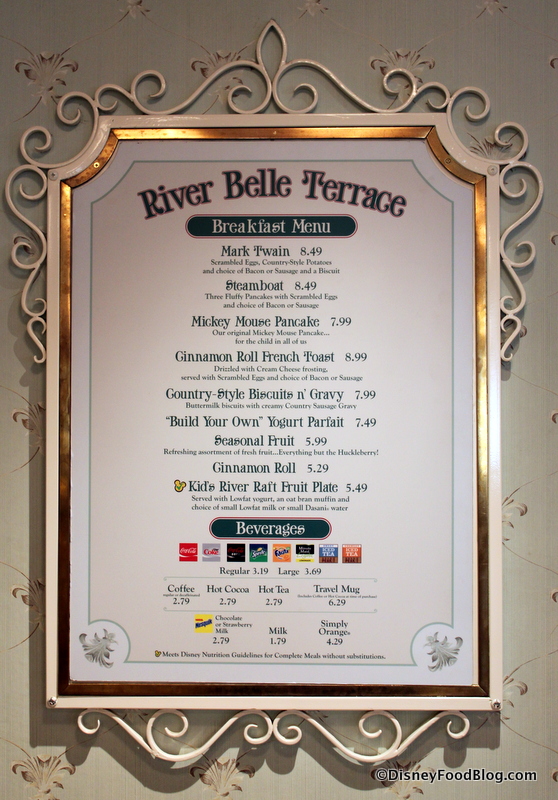 River Belle Terrace
Breakfast Menu
Mark Twain 8.49
Scrambled Eggs, Country-Style Potatoes
and choice of Bacon or Sausage and a Biscuit
Steamboat 8.49
Three Fluffy Pancakes with Scrambled Eggs
and choice of Bacon or Sausage
Mickey Mouse Pancake 7.99
Our original Mickey Mouse Pancake...
for the child in all of us
Cinnamon Roll French Toast 8.99
Drizzled with Cream Cheese frosting,
served with Scrambled Eggs and choice of Bacon or Sausage
Country-Style Biscuits n' Gravy 7.99
Buttermilk biscuits with creamy Country Sausage Gravy
"Build Your Own" Yogurt Parfait 7.49
Seasonal Fruit 5.99
Refreshing assortment of fresh fruit...Everything but the Huckleberry!
Cinnamon Roll 5.29
Kid's River Raft Fruit Plate 5.49
Served with Lowfat yogurt, an oat bran muffin and
choice of small Lowfat milk or small Dasani® water
Beverages
Regular 3.19 Large 3.69
Coffee Hot Cocoa Hot Tea Travel Mug
2.79 2.79 2.79 6.29
Chocolate
or Strawberry
Milk
2.79
Milk
1.79
Simply
Orange®
4.29
Meets Disney Nutrition Guidelines for Complete Meals without substitutions.
©DisneyFoodBlog.com